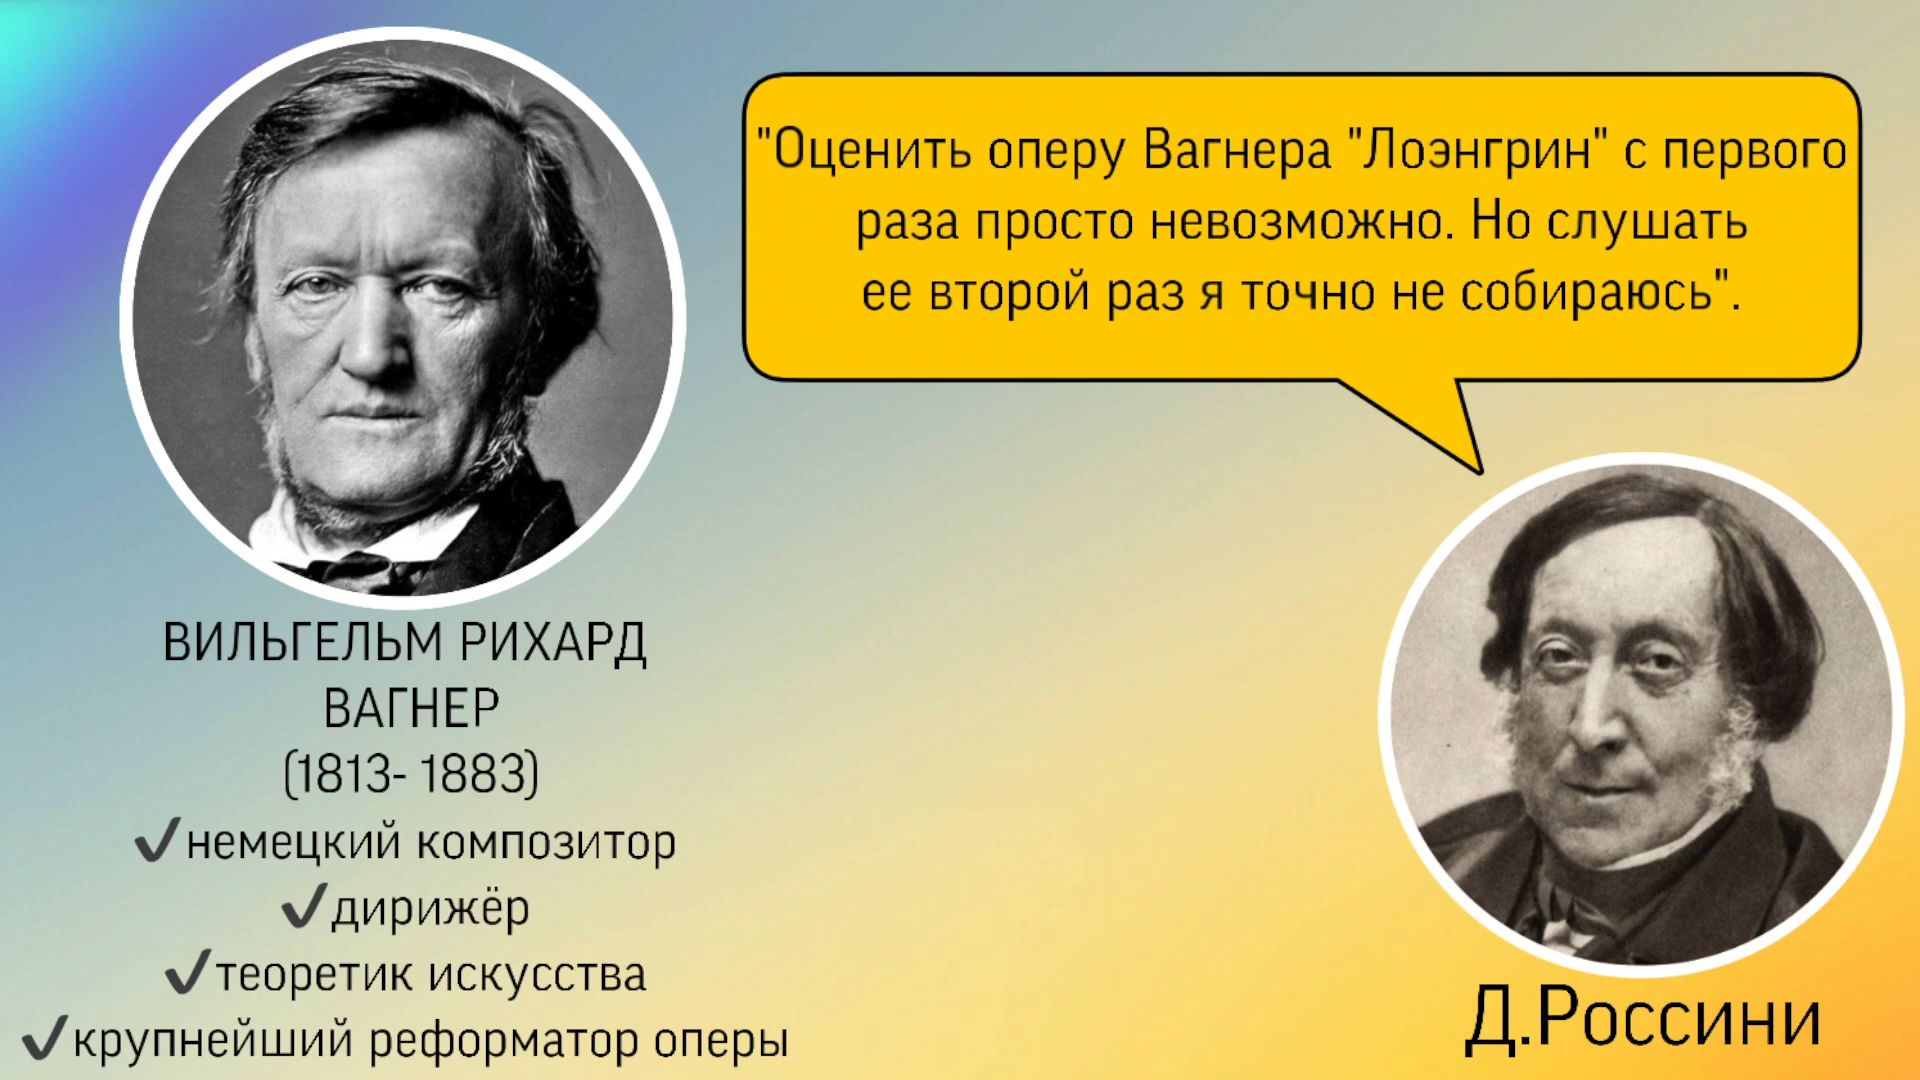 "Оценить оперу Вагнера "Лоэнгрин" с первого
раза просто невозможно. Но слушать
ее второй раз я точно не собираюсь".
ВИЛЬГЕЛЬМ РИХАРД
ВАГНЕР
(1813- 1883)
✔немецкий композитор
✔дирижёр
✔теоретик искусства
✔крупнейший реформатор оперы
Д.Россини